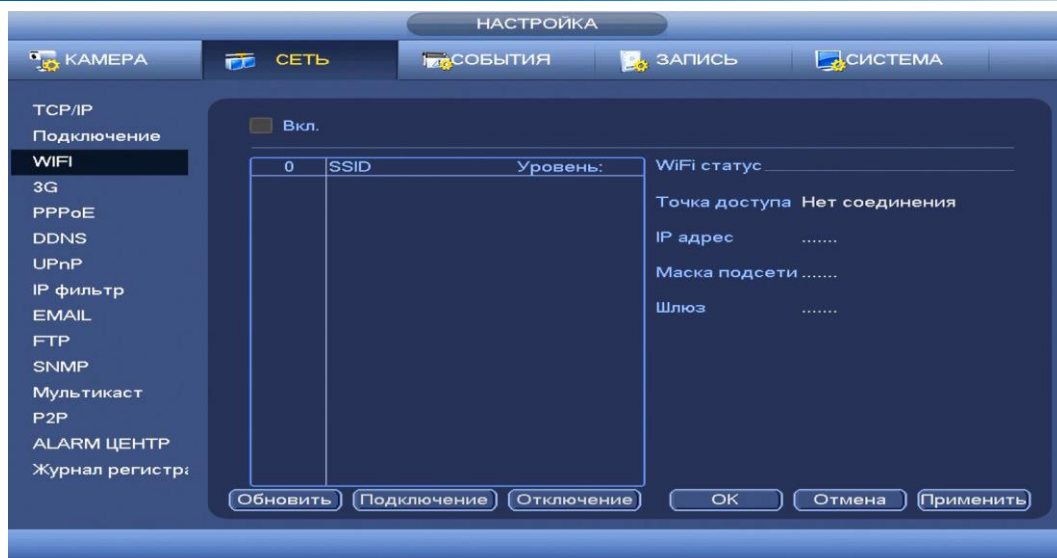 НАСТРОЙКА
КАМЕРА СЕТЬ СОБЫТИЯ ЗАПИСЬ СИСТЕМА
TCP/IP
Подключение
WIFI
3G
PPPoE
DDNS
UPnP
IP фильтр
EMAIL
FTP
SNMP
Мультикаст
P2P
ALARM ЦЕНТР
Журнал регистра
Вкл.
0 SSID Уровень:
WiFi статус
Точка доступа Нет соединения
IP адрес .......
Маска подсети .......
Шлюз .......
Обновить Подключение Отключение OK Отмена Применить